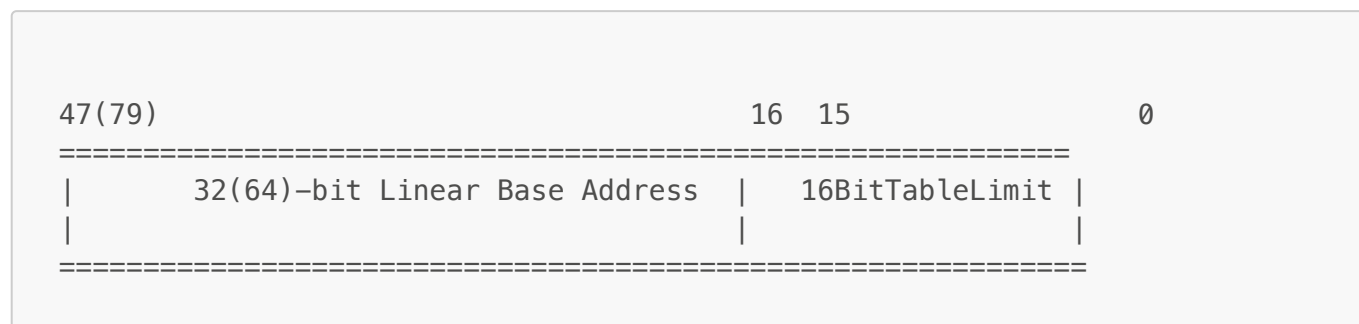 47(79)                                   16  15                 0
============================================================
|       32(64)-bit Linear Base Address  |   16BitTableLimit |
|                                       |                   |
=============================================================